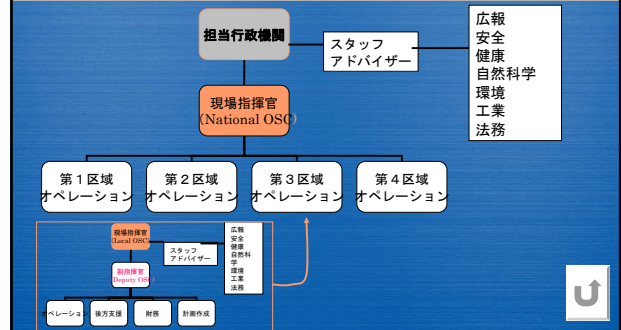 担当行政機関
スタッフ
アドバイザー
広報
安全
健康
自然科学
環境
工業
法務
現場指揮官
(National OSC)
第１区域
オペレーション
第２区域
オペレーション
第３区域
オペレーション
第４区域
オペレーション
現場指揮官
(Local OSC)
スタッフ
アドバイザー
広報
安全
健康
自然科
学
環境
工業
法務
副指揮官
(Deputy OSC)
オペレーション
後方支援
財務
計画作成